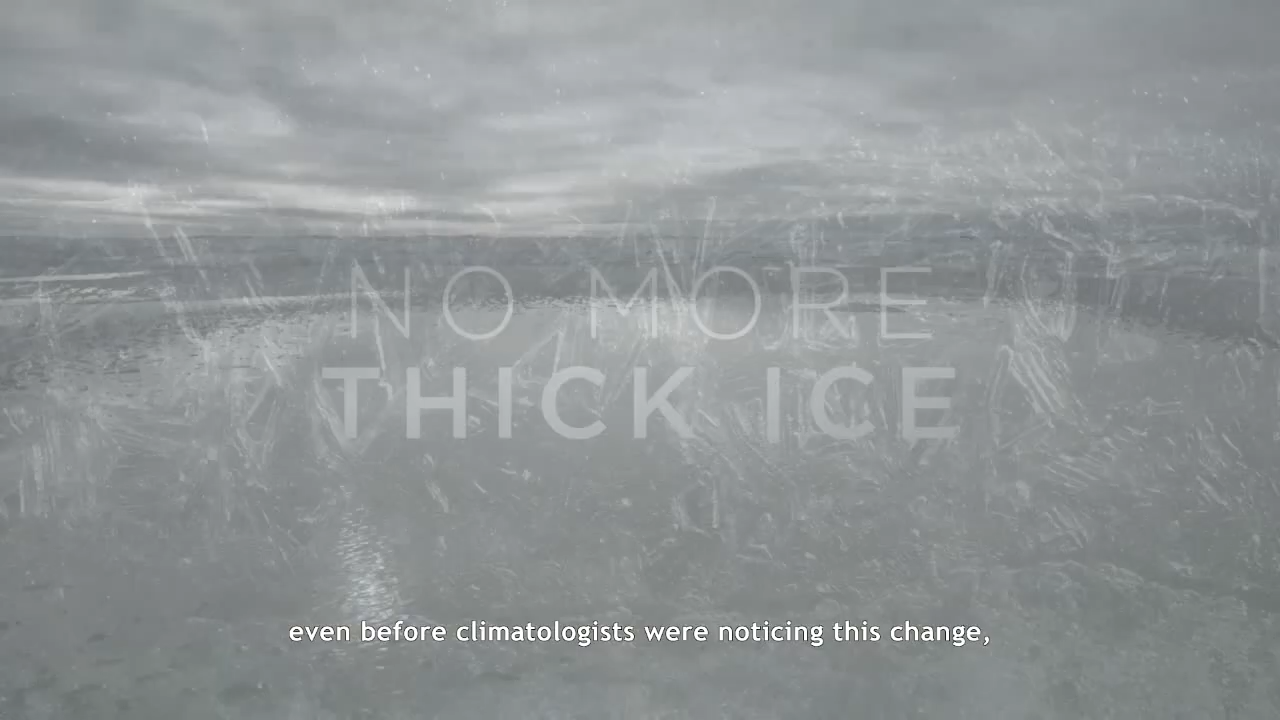 NO MORE
THICK ICE
even before climatologists were noticing this change,